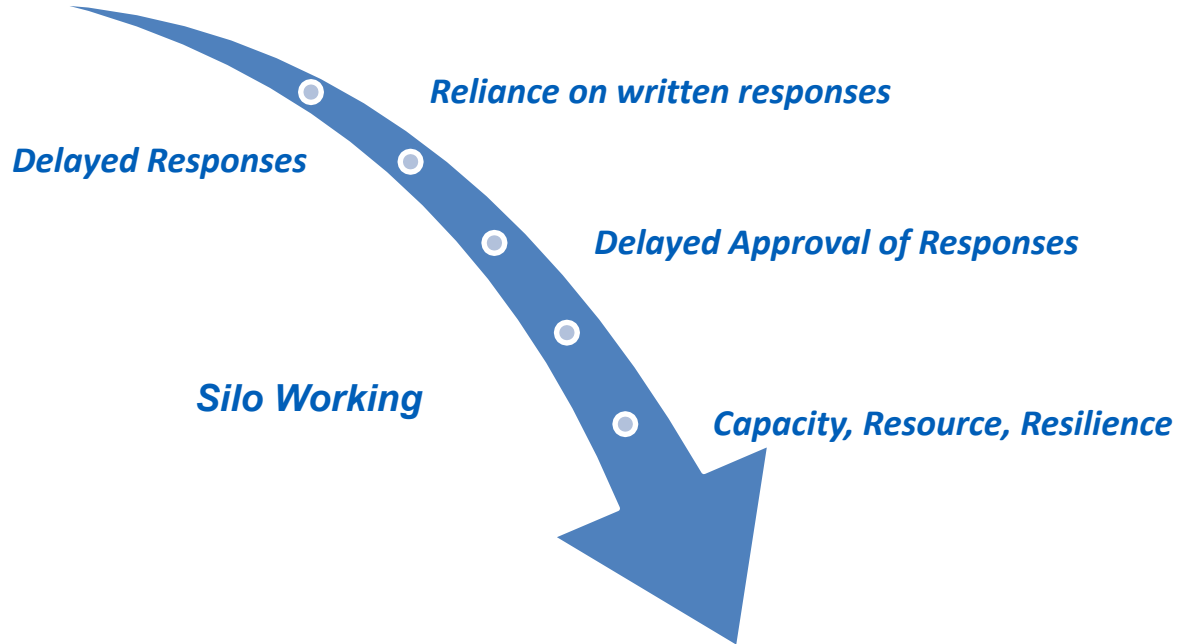 Reliance on written responses
Delayed Responses
Delayed Approval of Responses
Silo Working
Capacity, Resource, Resilience